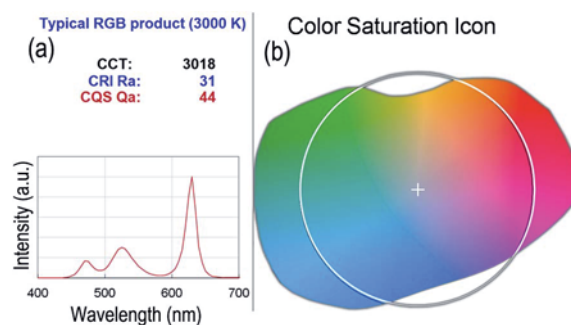 Typical RGB product (3000 K)
(a)
CCT: 3018
CRI Ra: 31
CQS Qa: 44
Intensity (a.u.)
400 500 600 700
Wavelength (nm)
Color Saturation Icon
(b)